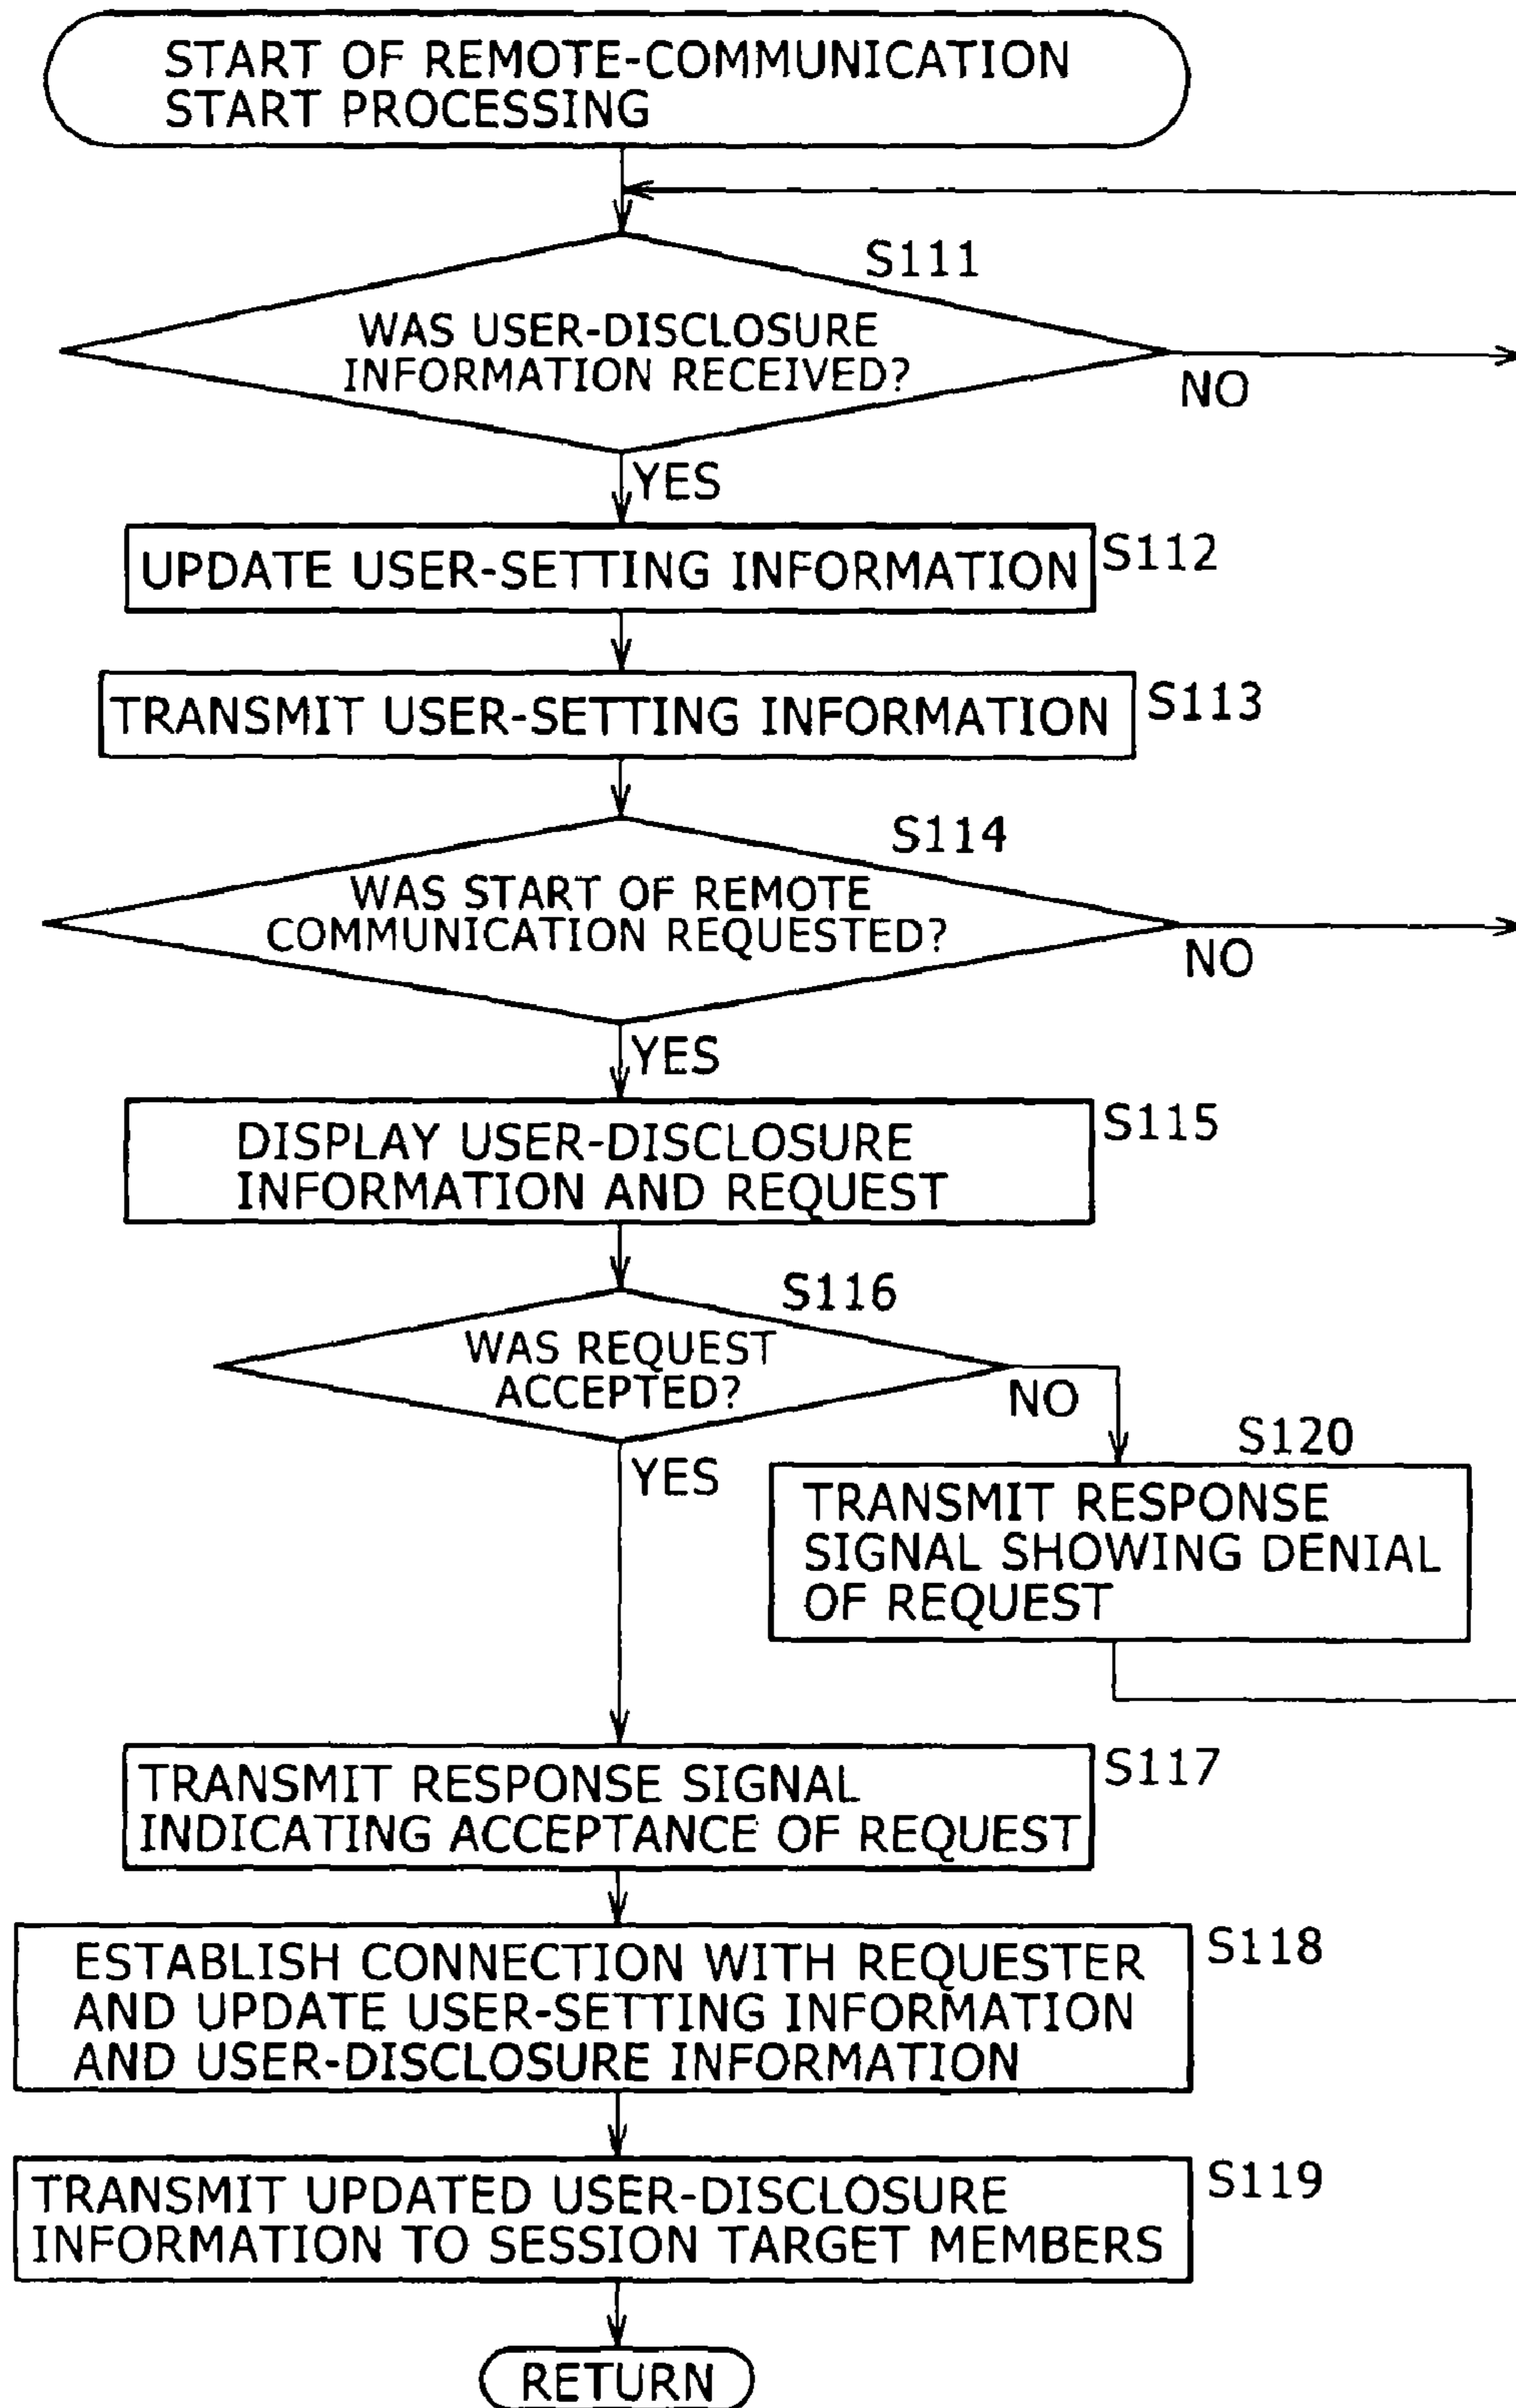 START OF REMOTE-COMMUNICATION
START PROCESSING
S111
WAS USER-DISCLOSURE
INFORMATION RECEIVED?
NO
YES
UPDATE USER-SETTING INFORMATION
S112
TRANSMIT USER-SETTING INFORMATION
S113
S114
WAS START OF REMOTE
COMMUNICATION REQUESTED?
NO
YES
DISPLAY USER-DISCLOSURE
INFORMATION AND REQUEST
S115
S116
WAS REQUEST
ACCEPTED?
NO
YES
S120
TRANSMIT RESPONSE
SIGNAL SHOWING DENIAL
OF REQUEST
TRANSMIT RESPONSE SIGNAL
INDICATING ACCEPTANCE OF REQUEST
S117
ESTABLISH CONNECTION WITH REQUESTER
AND UPDATE USER-SETTING INFORMATION
AND USER-DISCLOSURE INFORMATION
S118
TRANSMIT UPDATED USER-DISCLOSURE
INFORMATION TO SESSION TARGET MEMBERS
S119
RETURN